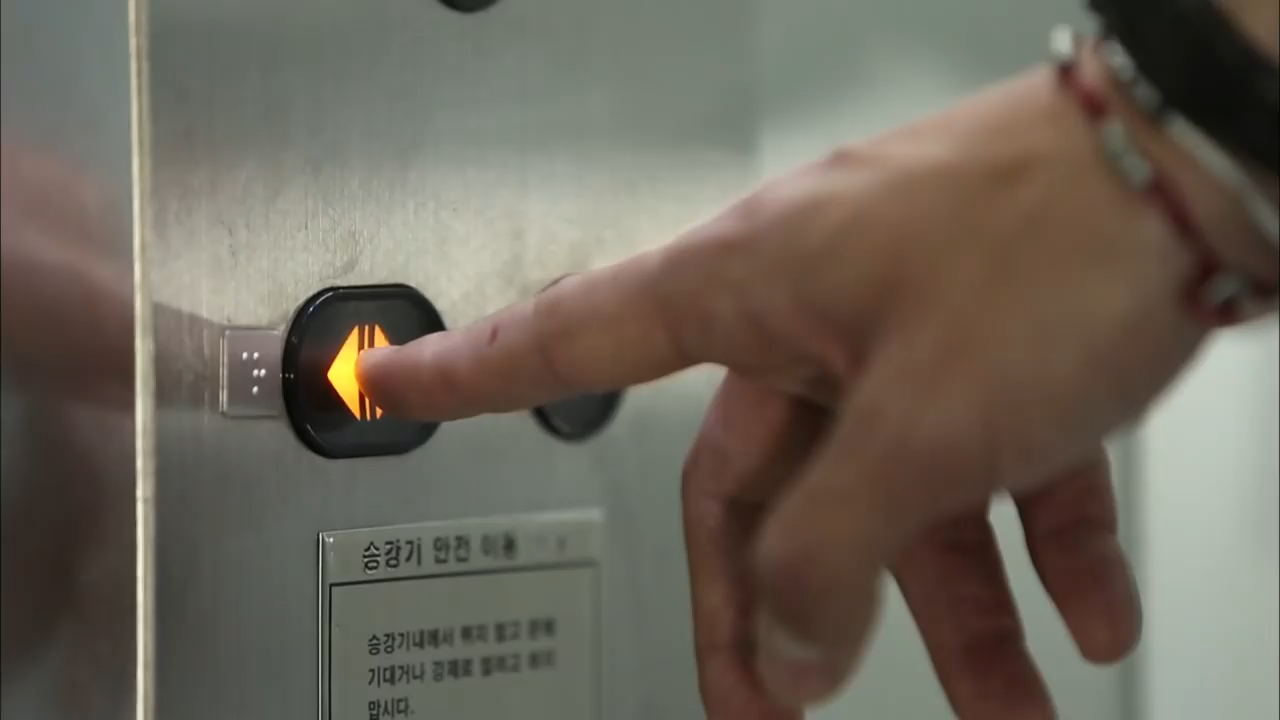 승강기 안전 이용
승강기내에서 뛰지 말고 문에
기대거나 강제로 열려고 하지
맙시다.